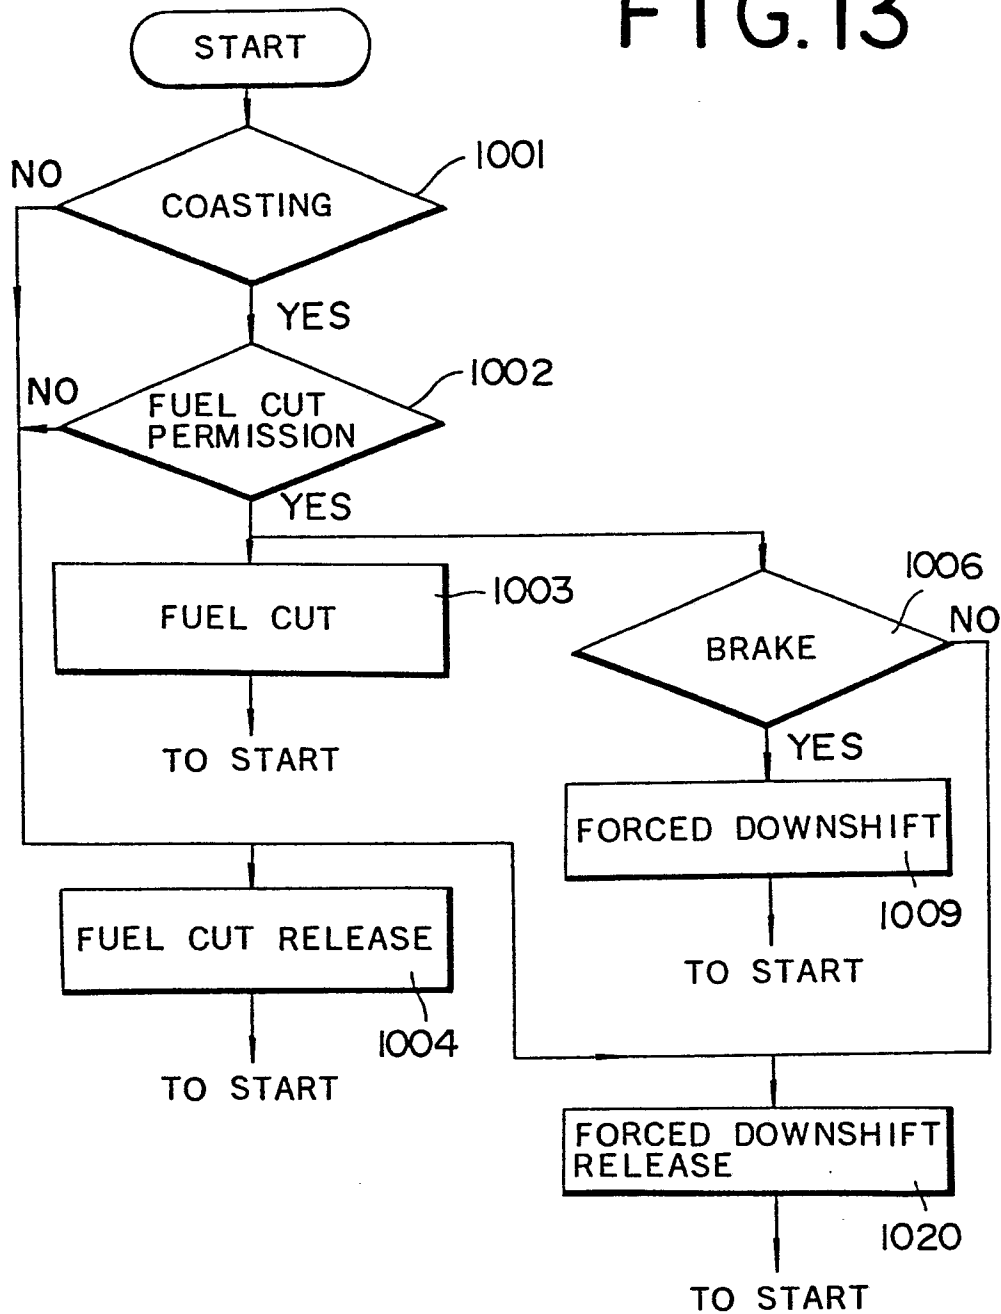 FIG. 13
START
1001
NO
COASTING
YES
1002
NO
FUEL CUT
PERMISSION
YES
1003
FUEL CUT
TO START
1006
NO
BRAKE
YES
FORCED DOWNSHIFT
1009
TO START
FUEL CUT RELEASE
1004
TO START
FORCED DOWNSHIFT
RELEASE
1020
TO START